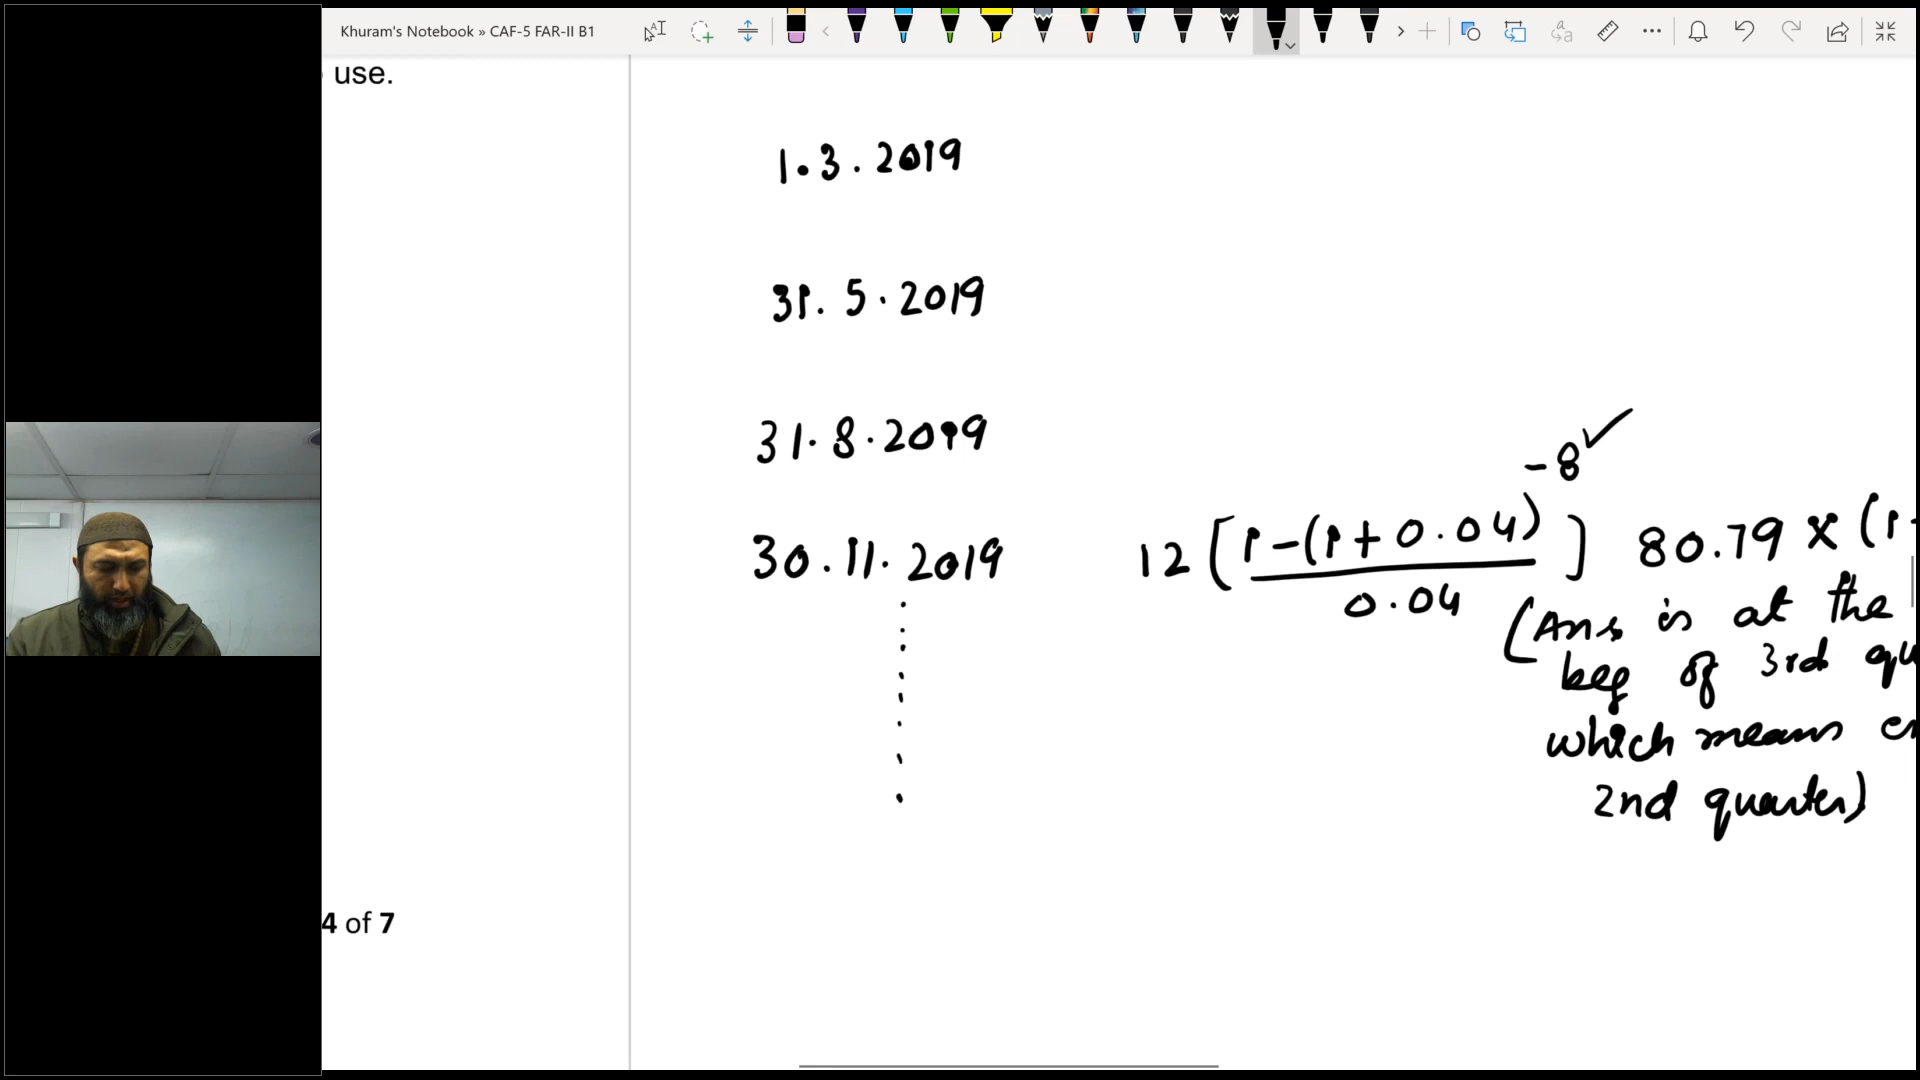 Khuram's Notebook » CAF-5 FAR-II B1
use.
1.3.2019
31.5.2019
31.8.2019
30.11.2019
12 [ 1-(1+0.04)
-8
0.04 ] 80.79 × (1-
(Ans is at the
beg of 3rd qu
which means en
2nd quarter)
4 of 7